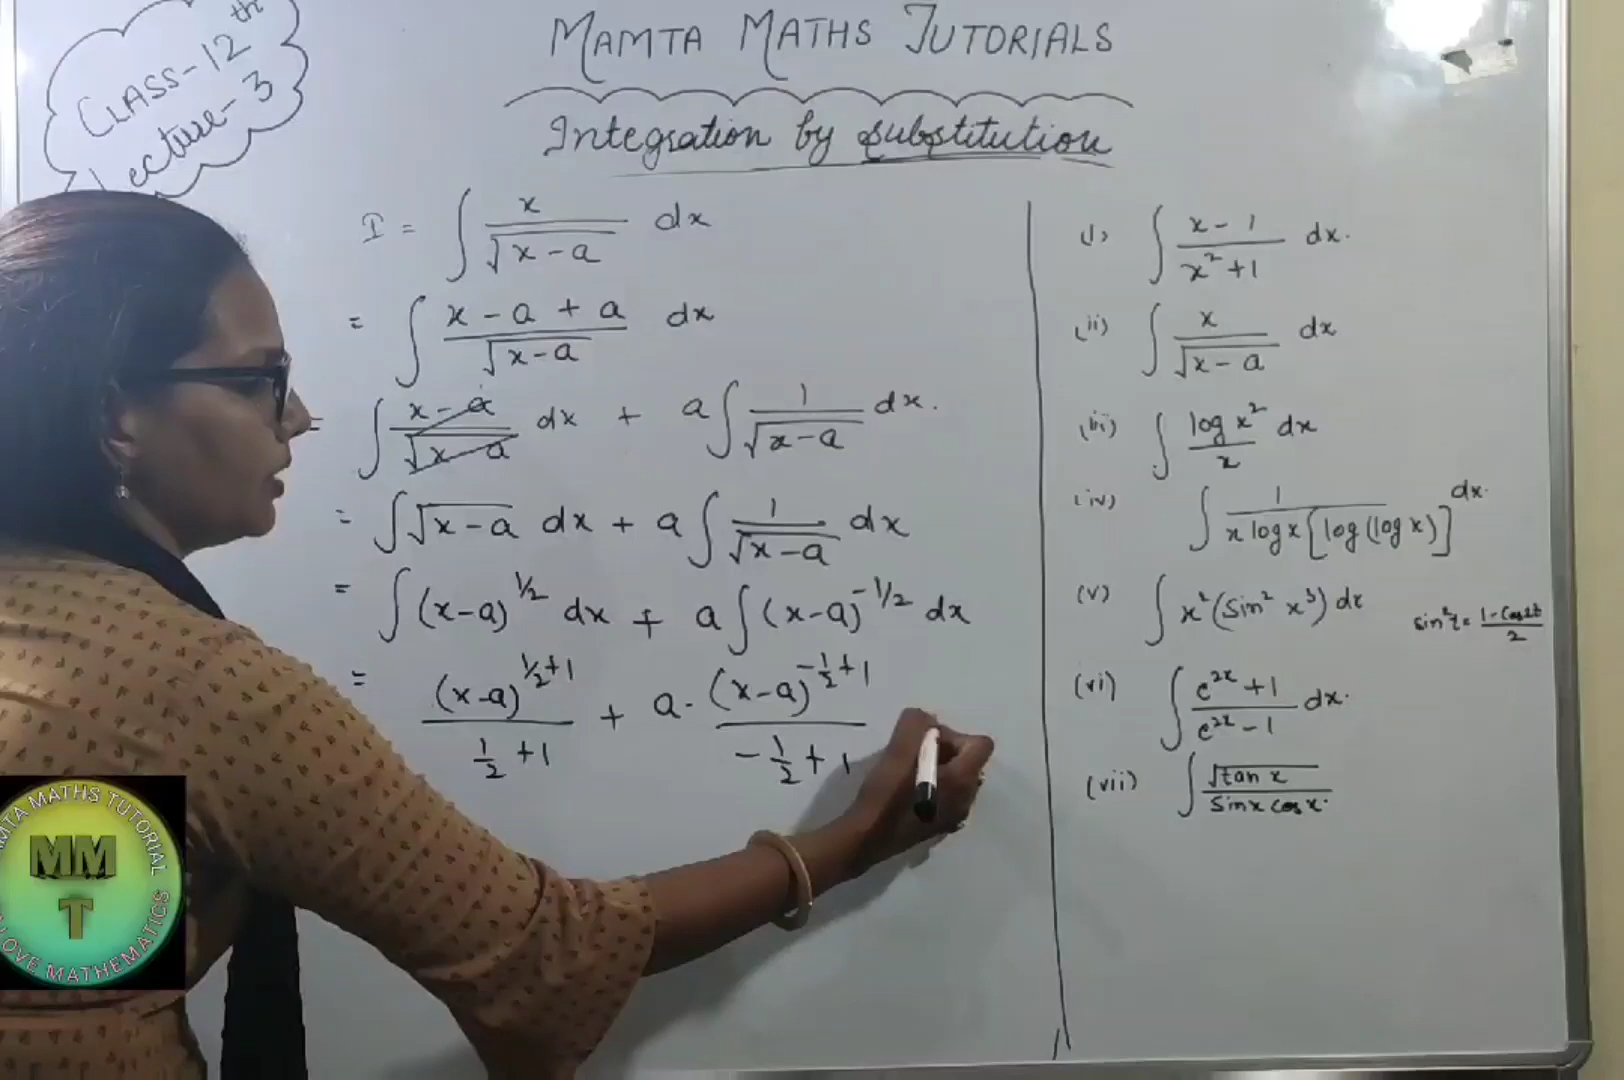 CLASS-12th
Lecture-3
MAMTA MATHS TUTORIALS
Integration by substitution
I = ∫ x/√(x-a) dx
= ∫ (x-a+a)/√(x-a) dx
= ∫ (x-a)/√(x-a) dx + a∫ 1/√(x-a) dx.
= ∫√(x-a) dx + a∫ 1/√(x-a) dx
= ∫(x-a)^(1/2) dx + a∫(x-a)^(-1/2) dx
= (x-a)^(1/2+1)/(1/2+1) + a·(x-a)^(-1/2+1)/(-1/2+1)
(i) ∫ (x-1)/(x²+1) dx.
(ii) ∫ x/√(x-a) dx
(iii) ∫ log x²/x dx
(iv) ∫ 1/(x log x [log(log x)]) dx.
(v) ∫ x² (sin² x³) dx
sin²t = (1-cos2t)/2
(vi) ∫ (e^(2x)+1)/(e^(2x)-1) dx.
(vii) ∫ √(tan x)/(sinx cosx).
MAMTA MATHS TUTORIAL
MM
T
LOVE MATHEMATICS